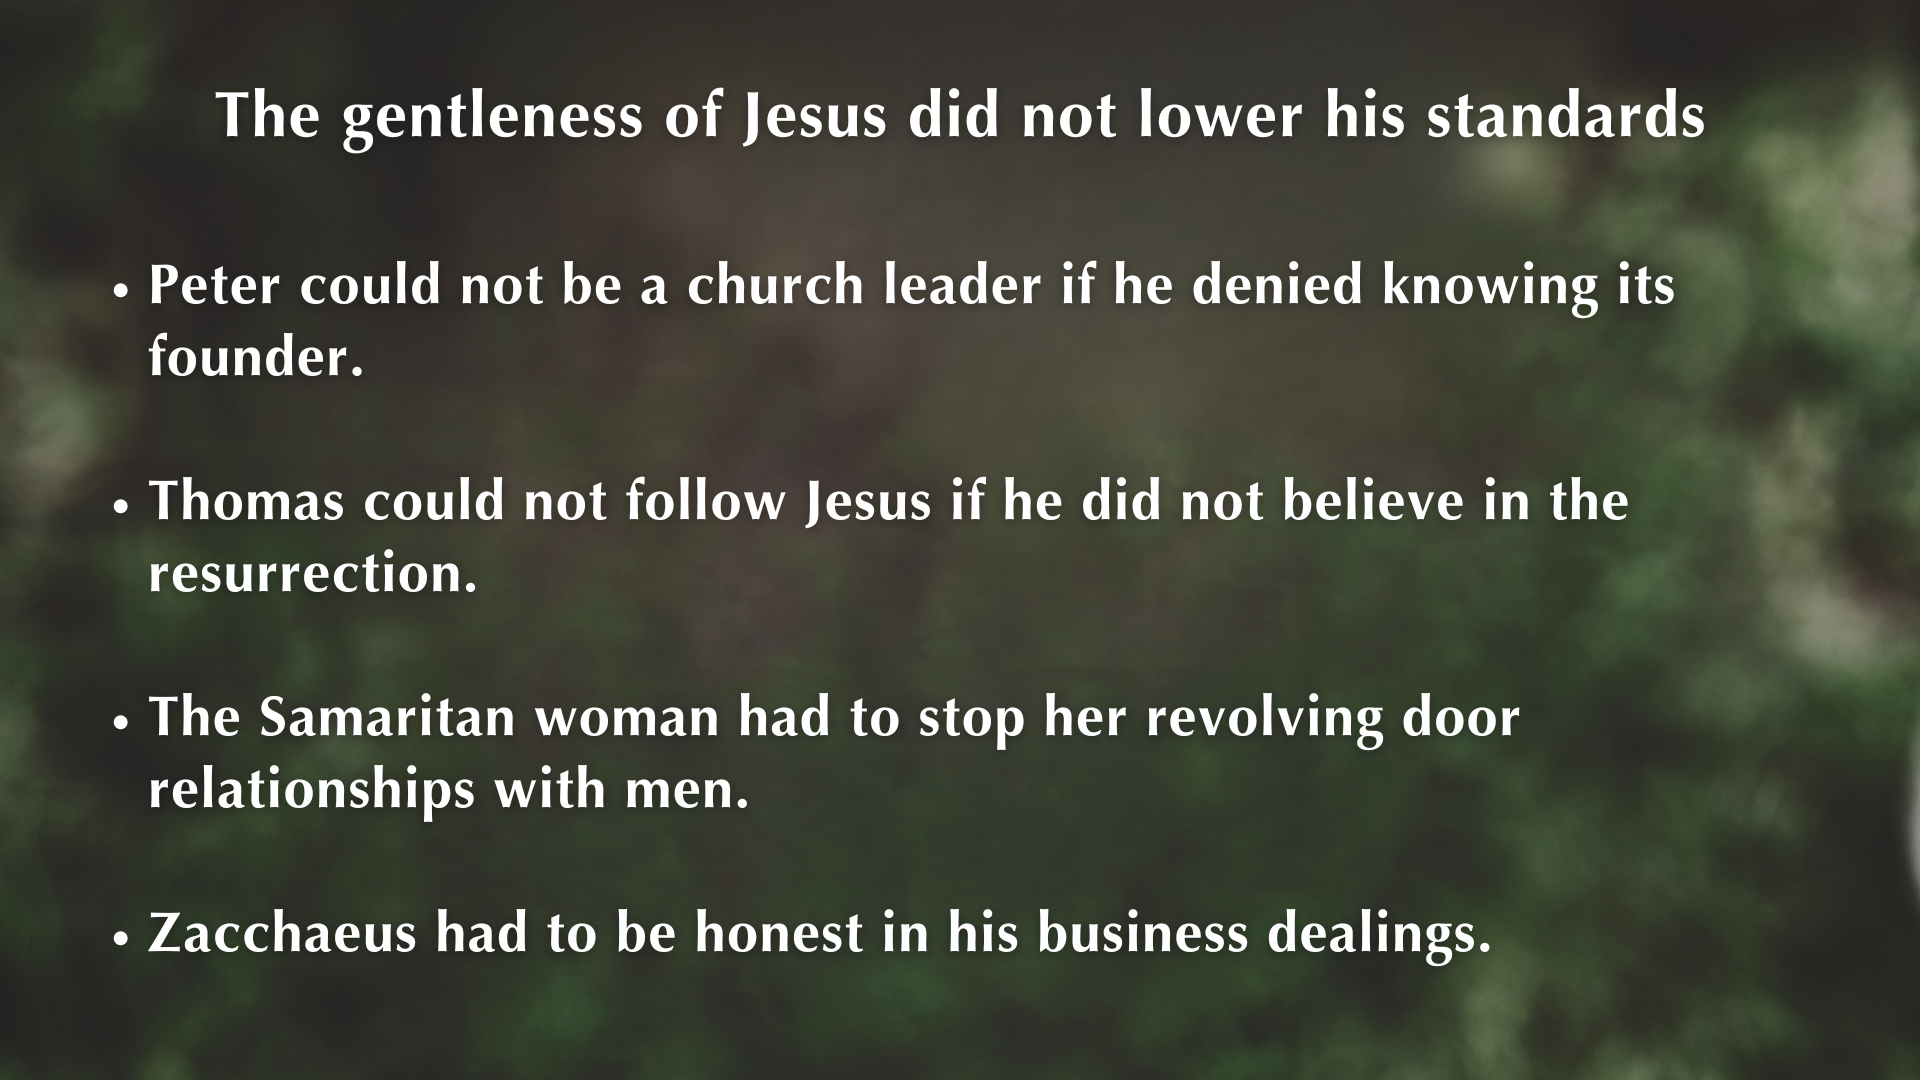 The gentleness of Jesus did not lower his standards
• Peter could not be a church leader if he denied knowing its
founder.
• Thomas could not follow Jesus if he did not believe in the
resurrection.
• The Samaritan woman had to stop her revolving door
relationships with men.
• Zacchaeus had to be honest in his business dealings.